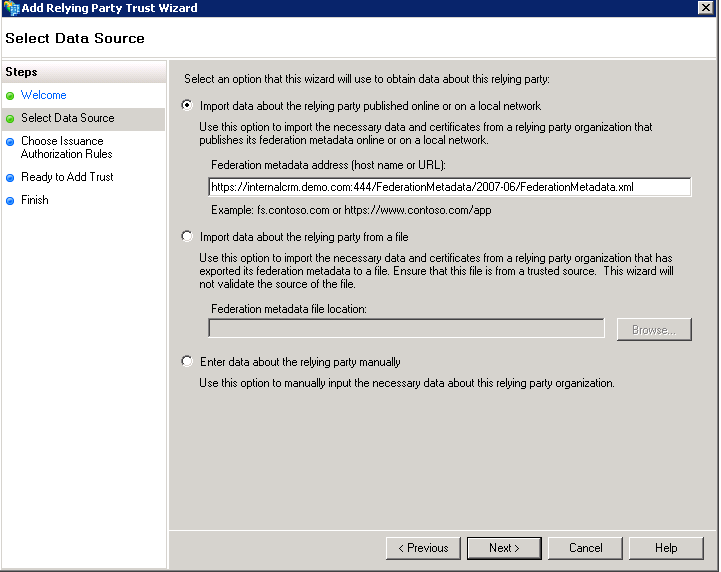 Add Relying Party Trust Wizard
Select Data Source
Steps
Welcome
Select Data Source
Choose Issuance
Authorization Rules
Ready to Add Trust
Finish
Select an option that this wizard will use to obtain data about this relying party:
Import data about the relying party published online or on a local network
Use this option to import the necessary data and certificates from a relying party organization that
publishes its federation metadata online or on a local network.
Federation metadata address (host name or URL):
https://internalcrm.demo.com:444/FederationMetadata/2007-06/FederationMetadata.xml
Example: fs.contoso.com or https://www.contoso.com/app
Import data about the relying party from a file
Use this option to import the necessary data and certificates from a relying party organization that has
exported its federation metadata to a file. Ensure that this file is from a trusted source.  This wizard will
not validate the source of the file.
Federation metadata file location:
Browse...
Enter data about the relying party manually
Use this option to manually input the necessary data about this relying party organization.
< Previous
Next >
Cancel
Help